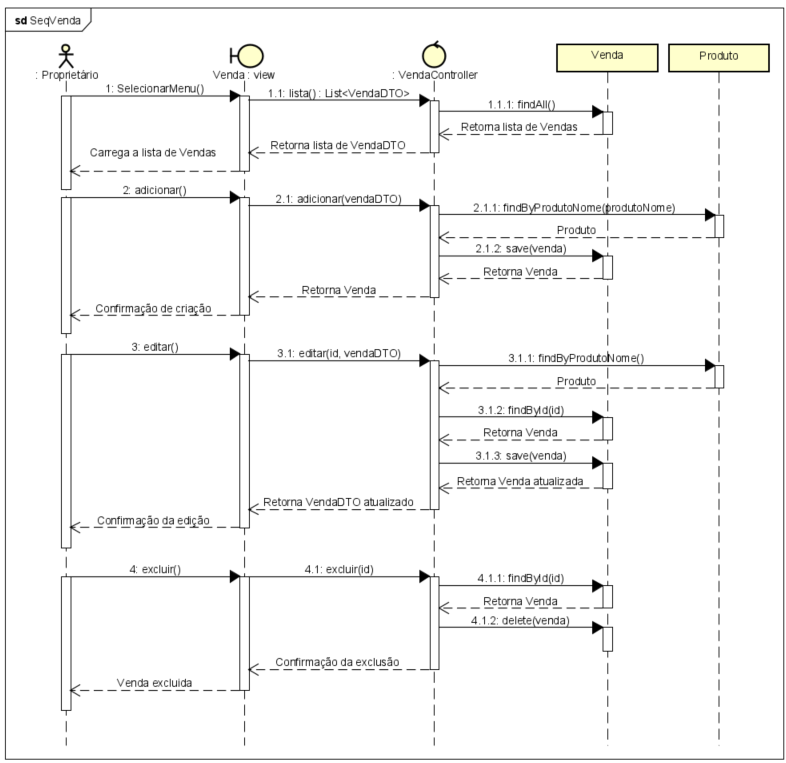 sd SeqVenda
: Proprietário
Venda : view
: VendaController
Venda
Produto
1: SelecionarMenu()
1.1: lista() : List<VendaDTO>
1.1.1: findAll()
Retorna lista de Vendas
Retorna lista de VendaDTO
Carrega a lista de Vendas
2: adicionar()
2.1: adicionar(vendaDTO)
2.1.1: findByProdutoNome(produtoNome)
Produto
2.1.2: save(venda)
Retorna Venda
Retorna Venda
Confirmação de criação
3: editar()
3.1: editar(id, vendaDTO)
3.1.1: findByProdutoNome()
Produto
3.1.2: findById(id)
Retorna Venda
3.1.3: save(venda)
Retorna Venda atualizada
Retorna VendaDTO atualizado
Confirmação da edição
4: excluir()
4.1: excluir(id)
4.1.1: findById(id)
Retorna Venda
4.1.2: delete(venda)
Confirmação da exclusão
Venda excluida